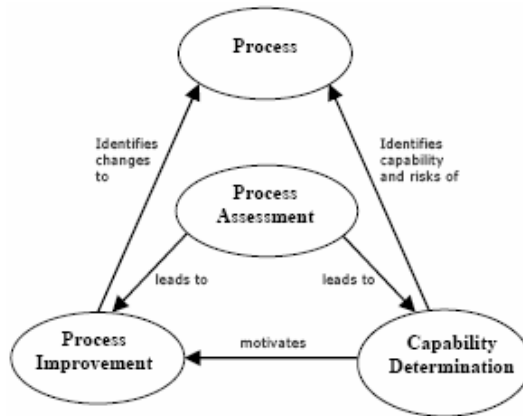 Process
Identifies
changes
to
Identifies
capability
and risks of
Process
Assessment
leads to
leads to
Process
Improvement
motivates
Capability
Determination